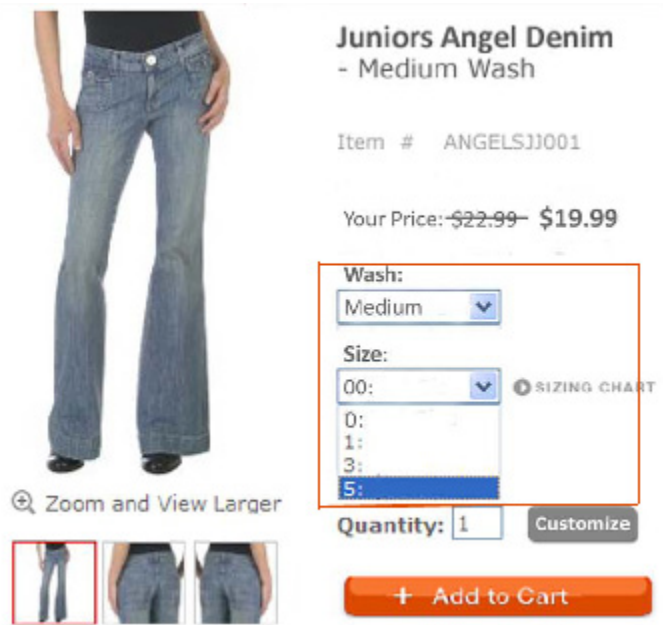 Juniors Angel Denim
- Medium Wash
Item # ANGELSJJ001
Your Price: $22.99 $19.99
Wash:
Medium
Size:
00:
SIZING CHART
0:
1:
3:
5:
Zoom and View Larger
Quantity: 1 Customize
+ Add to Cart